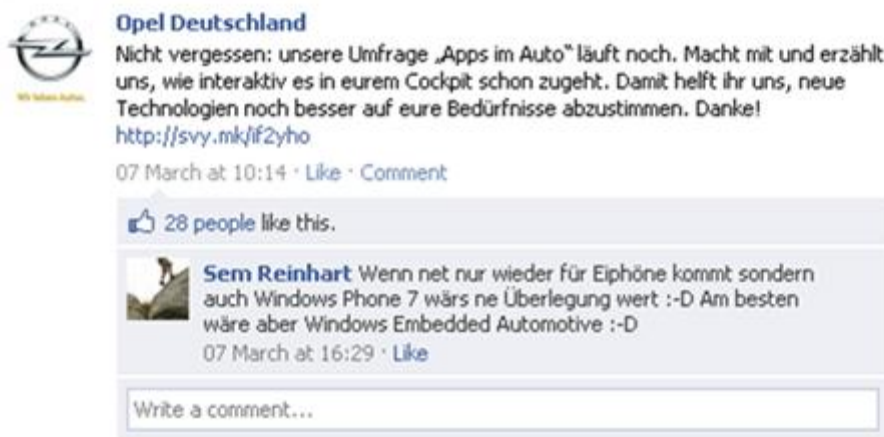 Opel Deutschland
Nicht vergessen: unsere Umfrage „Apps im Auto“ läuft noch. Macht mit und erzählt
uns, wie interaktiv es in eurem Cockpit schon zugeht. Damit helft ihr uns, neue
Technologien noch besser auf eure Bedürfnisse abzustimmen. Danke!
http://svy.mk/if2yho
Wir leben Autos.
07 March at 10:14 · Like · Comment
28 people like this.
Sem Reinhart Wenn net nur wieder für Eiphöne kommt sondern
auch Windows Phone 7 wärs ne Überlegung wert :-D Am besten
wäre aber Windows Embedded Automotive :-D
07 March at 16:29 · Like
Write a comment...